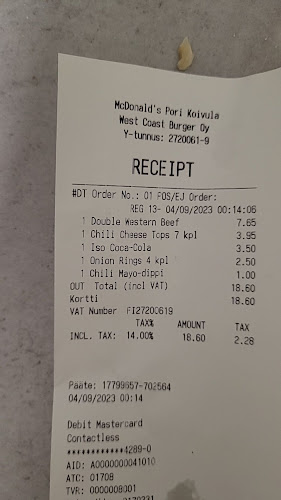 McDonald's Pori Koivula
West Coast Burger Oy
Y-tunnus: 2720061-9
RECEIPT
#DT Order No.: 01 POS/EJ Order:
REG 13- 04/09/2023 00:14:06
1 Double Western Beef 7.65
1 Chili Cheese Tops 7 kpl 3.95
1 Iso Coca-Cola 3.50
1 Onion Rings 4 kpl 2.50
1 Chili Mayo-dippi 1.00
OUT Total (incl VAT) 18.60
Kortti 18.60
VAT Number FI27200619
TAX% AMOUNT TAX
INCL. TAX: 14.00% 18.60 2.28
Pääte: 17799657-702564
04/09/2023 00:14
Debit Mastercard
Contactless
************4289-0
AID: A0000000041010
ATC: 01708
TVR: 0000008001